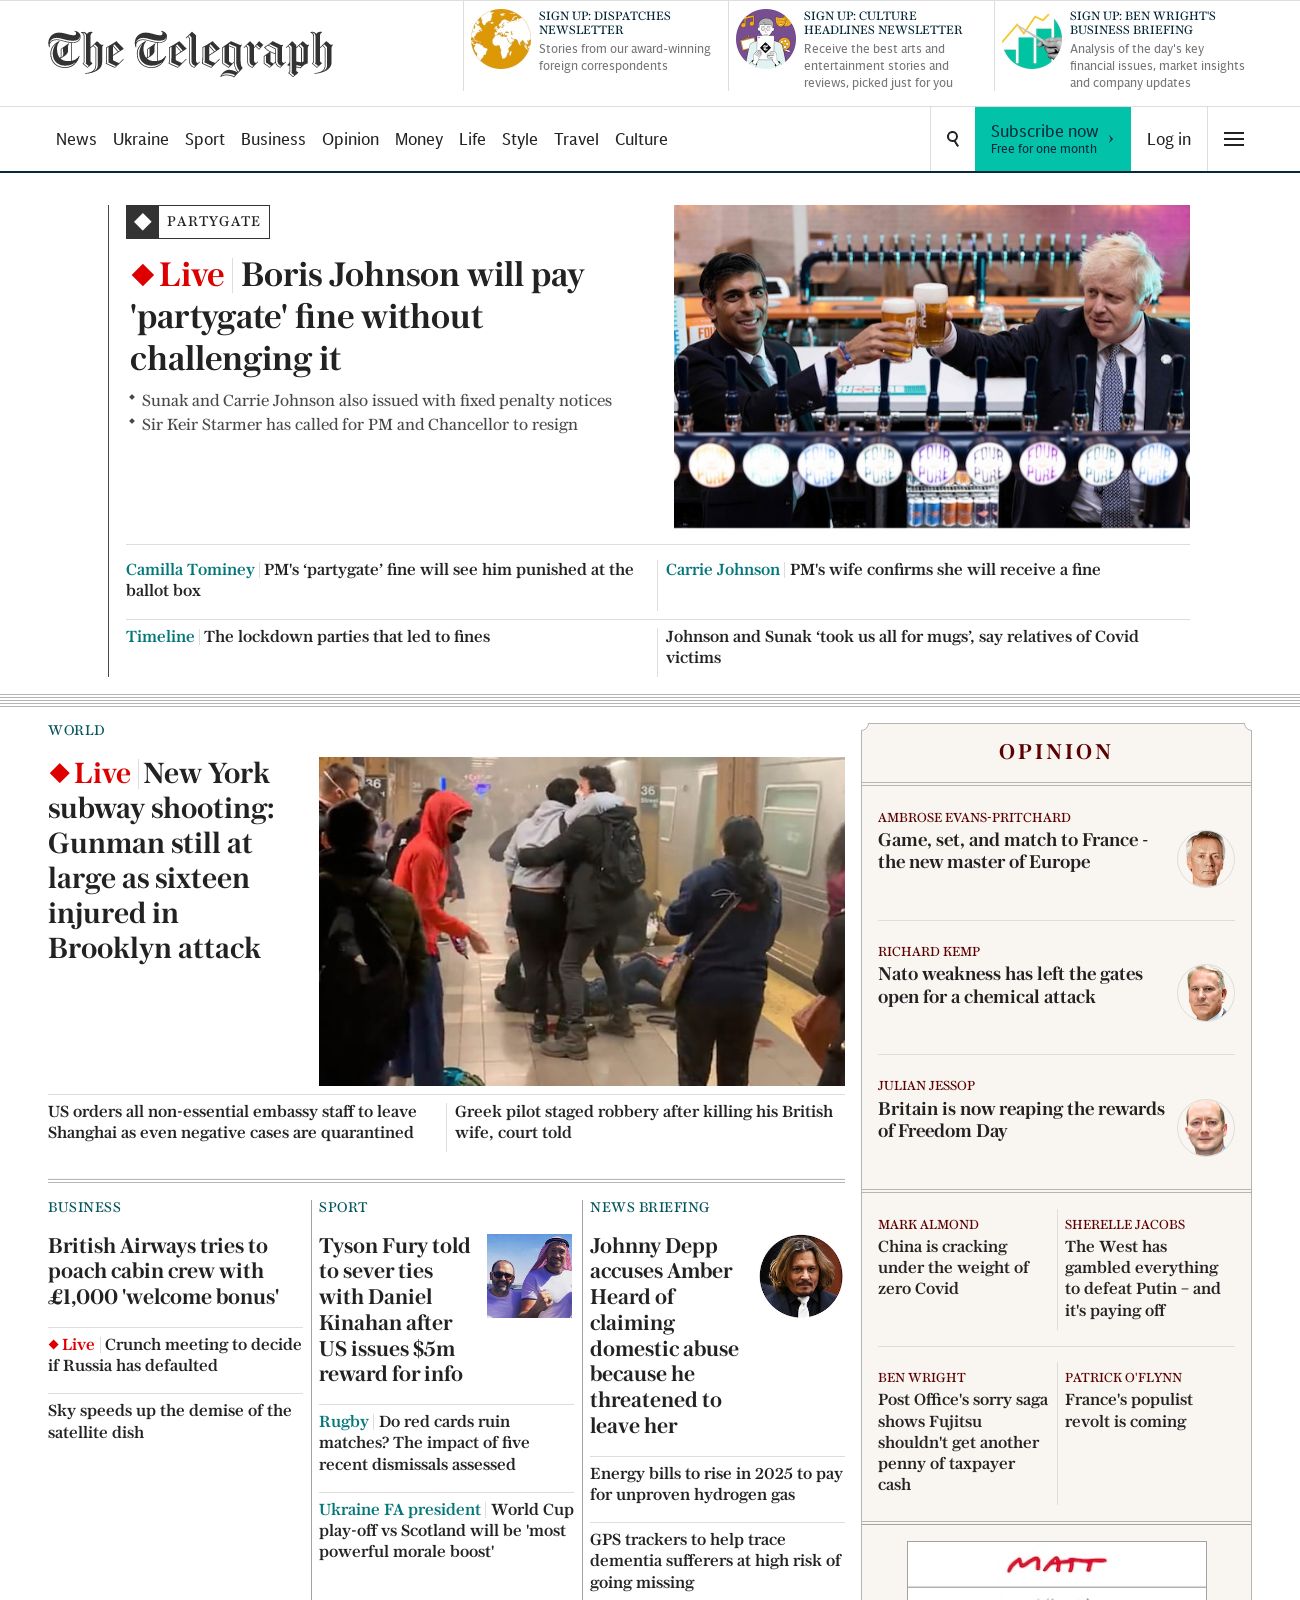 The Telegraph
SIGN UP: DISPATCHES
NEWSLETTER
Stories from our award-winning
foreign correspondents
SIGN UP: CULTURE
HEADLINES NEWSLETTER
Receive the best arts and
entertainment stories and
reviews, picked just for you
SIGN UP: BEN WRIGHT'S
BUSINESS BRIEFING
Analysis of the day's key
financial issues, market insights
and company updates
News Ukraine Sport Business Opinion Money Life Style Travel Culture
Subscribe now ›
Free for one month
Log in
PARTYGATE
Live Boris Johnson will pay
'partygate' fine without
challenging it
Sunak and Carrie Johnson also issued with fixed penalty notices
Sir Keir Starmer has called for PM and Chancellor to resign
FOUR PURE
Camilla Tominey PM's ‘partygate’ fine will see him punished at the
ballot box
Carrie Johnson PM's wife confirms she will receive a fine
Timeline The lockdown parties that led to fines
Johnson and Sunak ‘took us all for mugs’, say relatives of Covid
victims
WORLD
Live New York
subway shooting:
Gunman still at
large as sixteen
injured in
Brooklyn attack
36
36
Street
US orders all non-essential embassy staff to leave
Shanghai as even negative cases are quarantined
Greek pilot staged robbery after killing his British
wife, court told
BUSINESS
British Airways tries to
poach cabin crew with
£1,000 'welcome bonus'
Live Crunch meeting to decide
if Russia has defaulted
Sky speeds up the demise of the
satellite dish
SPORT
Tyson Fury told
to sever ties
with Daniel
Kinahan after
US issues $5m
reward for info
Rugby Do red cards ruin
matches? The impact of five
recent dismissals assessed
Ukraine FA president World Cup
play-off vs Scotland will be 'most
powerful morale boost'
NEWS BRIEFING
Johnny Depp
accuses Amber
Heard of
claiming
domestic abuse
because he
threatened to
leave her
Energy bills to rise in 2025 to pay
for unproven hydrogen gas
GPS trackers to help trace
dementia sufferers at high risk of
going missing
OPINION
AMBROSE EVANS-PRITCHARD
Game, set, and match to France -
the new master of Europe
RICHARD KEMP
Nato weakness has left the gates
open for a chemical attack
JULIAN JESSOP
Britain is now reaping the rewards
of Freedom Day
MARK ALMOND
China is cracking
under the weight of
zero Covid
SHERELLE JACOBS
The West has
gambled everything
to defeat Putin – and
it's paying off
BEN WRIGHT
Post Office's sorry saga
shows Fujitsu
shouldn't get another
penny of taxpayer
cash
PATRICK O'FLYNN
France's populist
revolt is coming
MATT